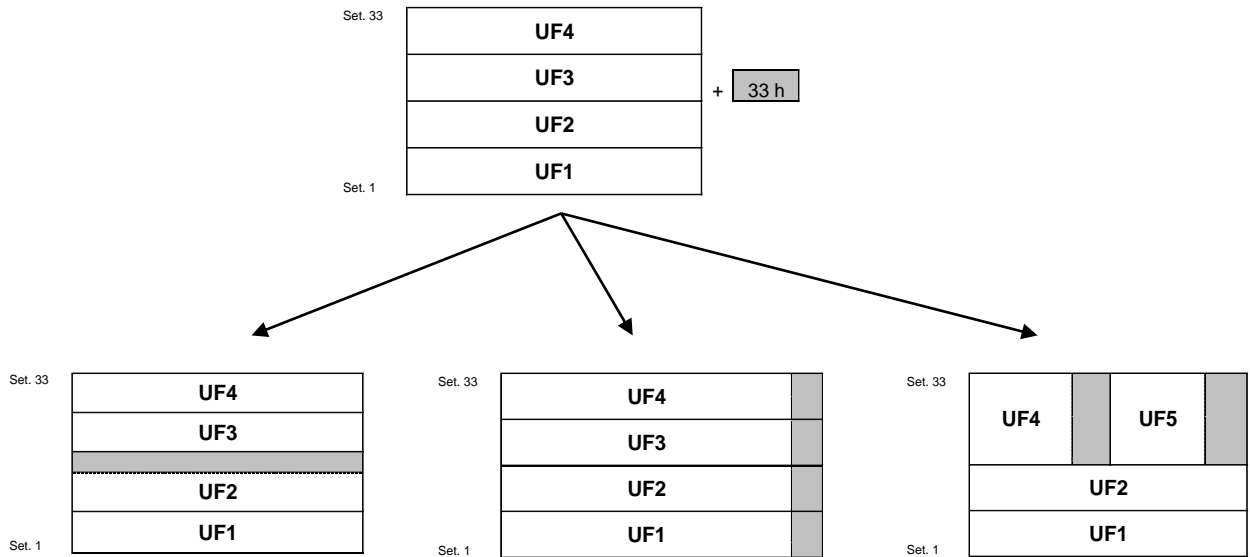 Set. 33
UF4
UF3
+ 33 h
UF2
UF1
Set. 1
Set. 33
UF4
UF3
UF2
UF1
Set. 1
Set. 33
UF4
UF3
UF2
UF1
Set. 1
Set. 33
UF4 UF5
UF2
UF1
Set. 1